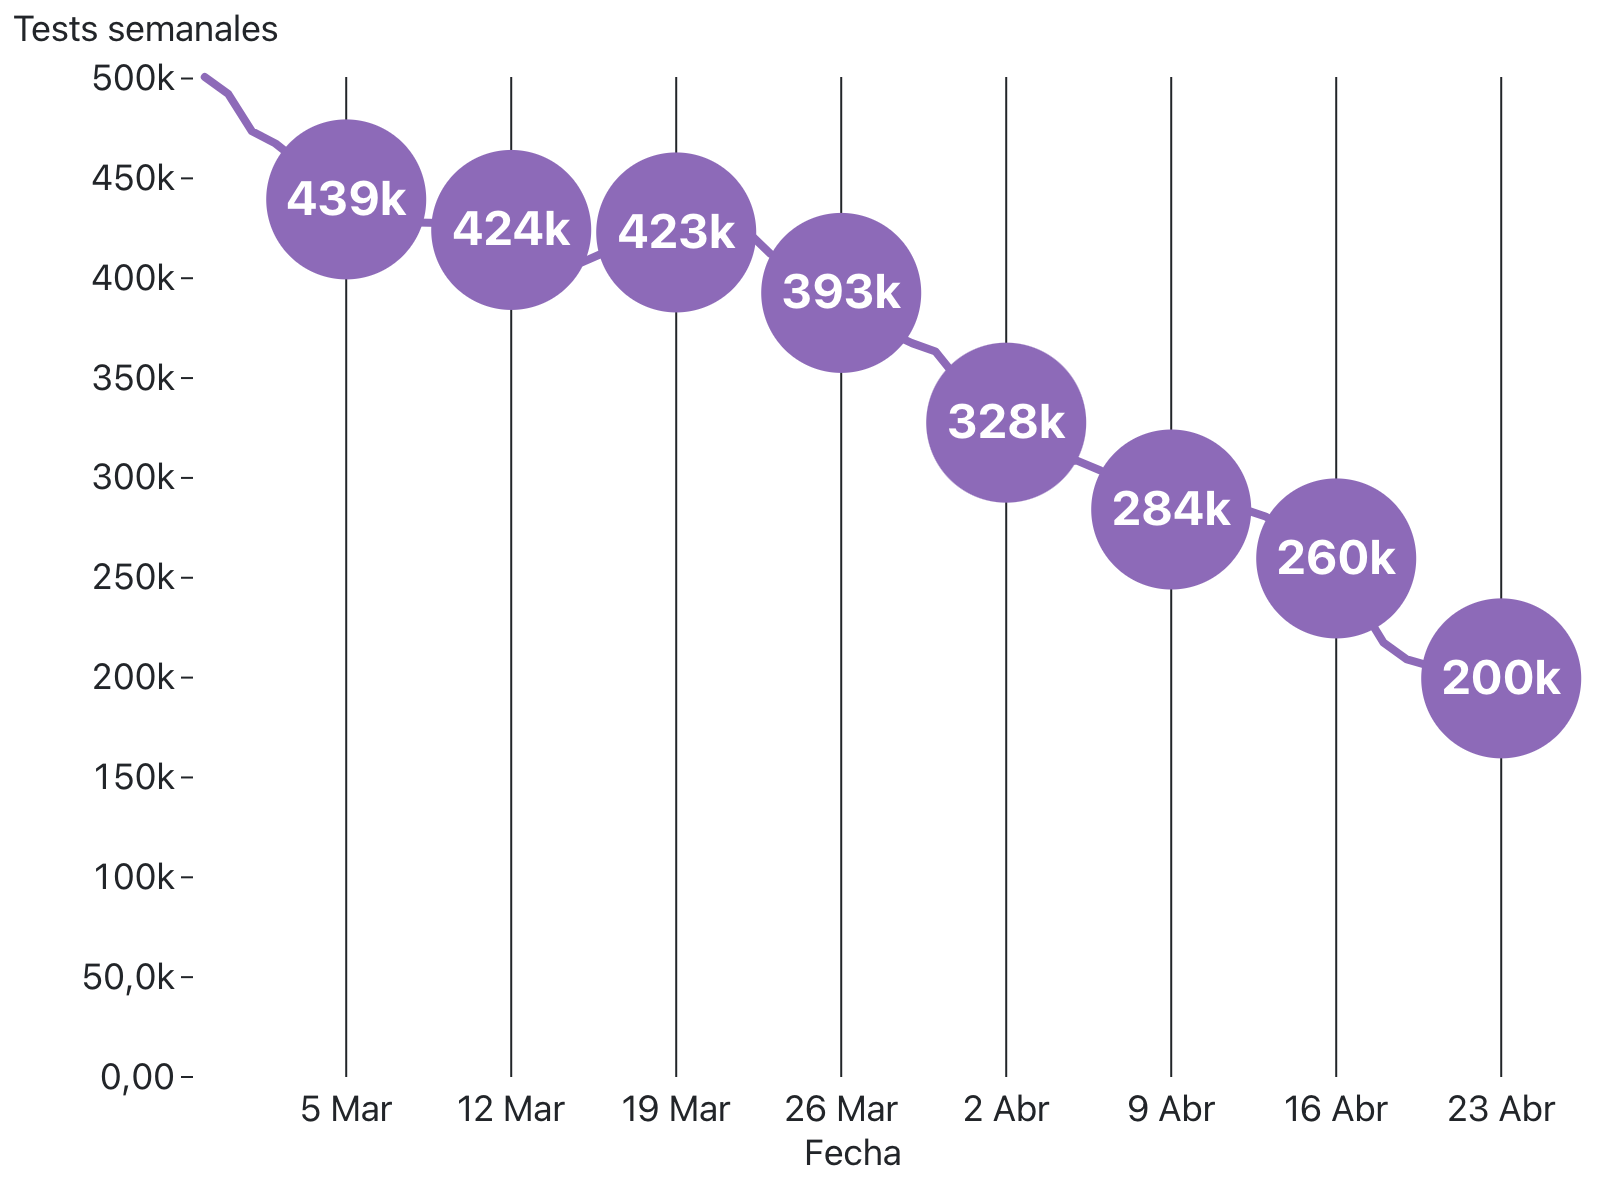 Tests semanales
500k
450k
400k
350k
300k
250k
200k
150k
100k
50,0k
0,00
439k
424k
423k
393k
328k
284k
260k
200k
5 Mar 12 Mar 19 Mar 26 Mar 2 Abr 9 Abr 16 Abr 23 Abr
Fecha